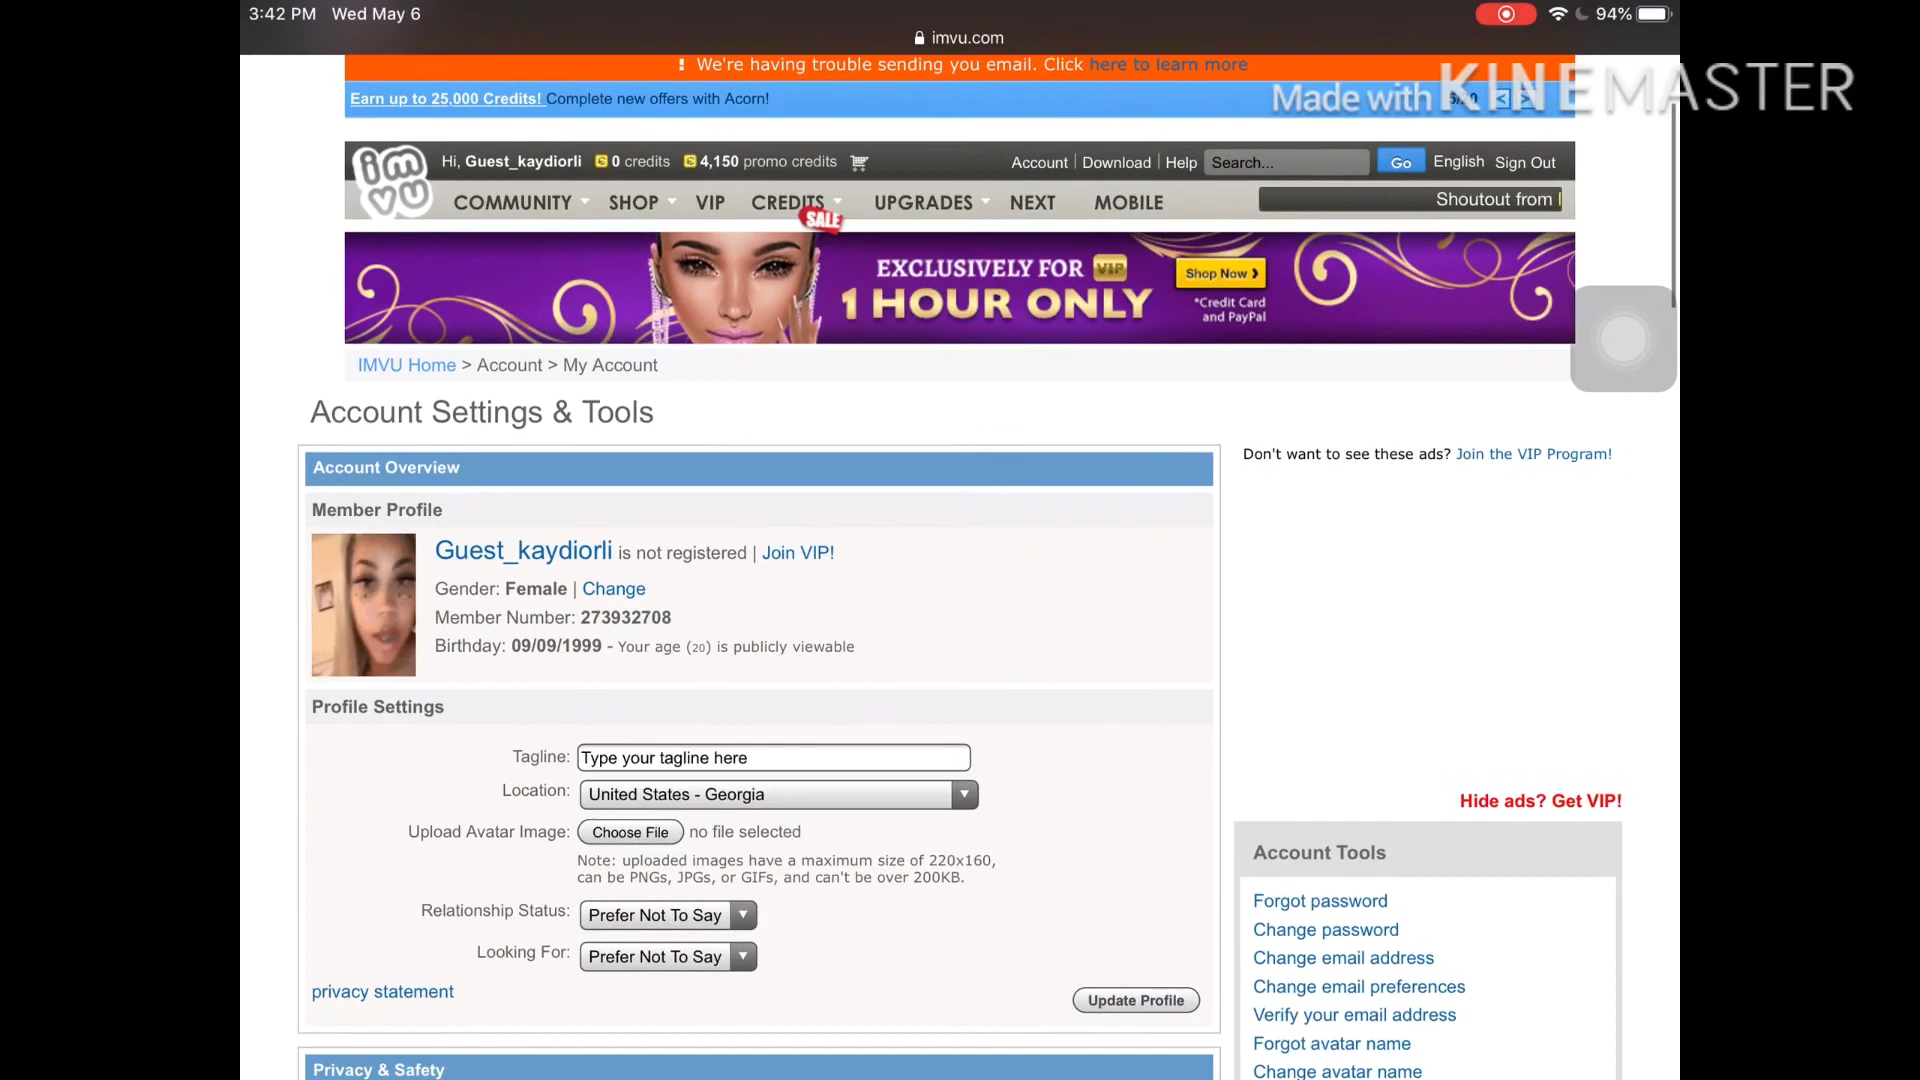 3:42 PM Wed May 6
94%
imvu.com
We're having trouble sending you email. Click here to learn more
Earn up to 25,000 Credits! Complete new offers with Acorn!
Made with KINEMASTER
imvu
Hi, Guest_kaydiorli 0 credits 4,150 promo credits
Account | Download | Help Search... Go English Sign Out
COMMUNITY SHOP VIP CREDITS UPGRADES NEXT MOBILE
Shoutout from
SALE
EXCLUSIVELY FOR VIP
1 HOUR ONLY
Shop Now
*Credit Card
and PayPal
IMVU Home > Account > My Account
Account Settings & Tools
Account Overview
Don't want to see these ads? Join the VIP Program!
Member Profile
Guest_kaydiorli is not registered | Join VIP!
Gender: Female | Change
Member Number: 273932708
Birthday: 09/09/1999 - Your age (20) is publicly viewable
Profile Settings
Tagline: Type your tagline here
Location: United States - Georgia
Upload Avatar Image: Choose File no file selected
Note: uploaded images have a maximum size of 220x160,
can be PNGs, JPGs, or GIFs, and can't be over 200KB.
Relationship Status: Prefer Not To Say
Looking For: Prefer Not To Say
privacy statement
Update Profile
Privacy & Safety
Hide ads? Get VIP!
Account Tools
Forgot password
Change password
Change email address
Change email preferences
Verify your email address
Forgot avatar name
Change avatar name